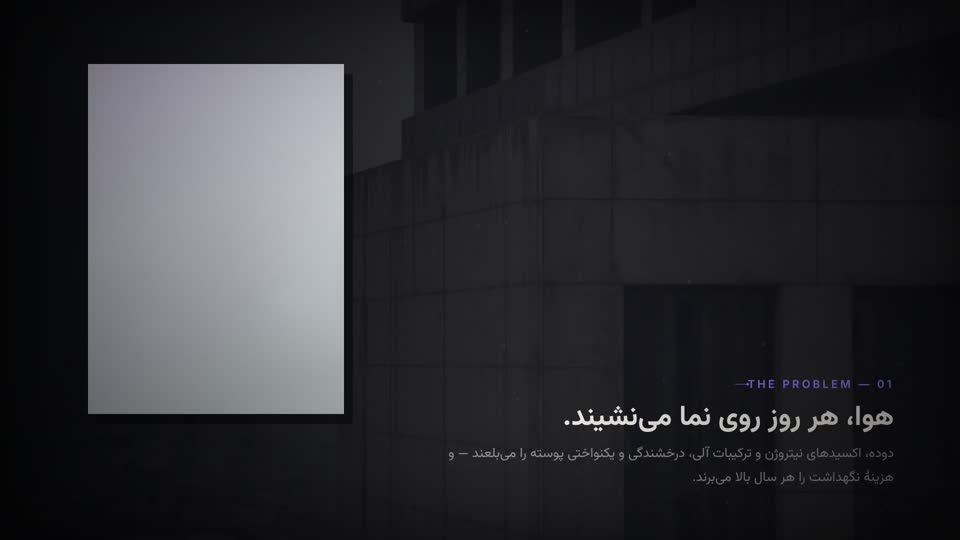 THE PROBLEM — 01
هوا، هر روز روی نما می‌نشیند.
دوده، اکسیدهای نیتروژن و ترکیبات آلی، درخشندگی و یکنواختی پوسته را می‌بلعند — و
هزینهٔ نگهداشت را هر سال بالا می‌برند.